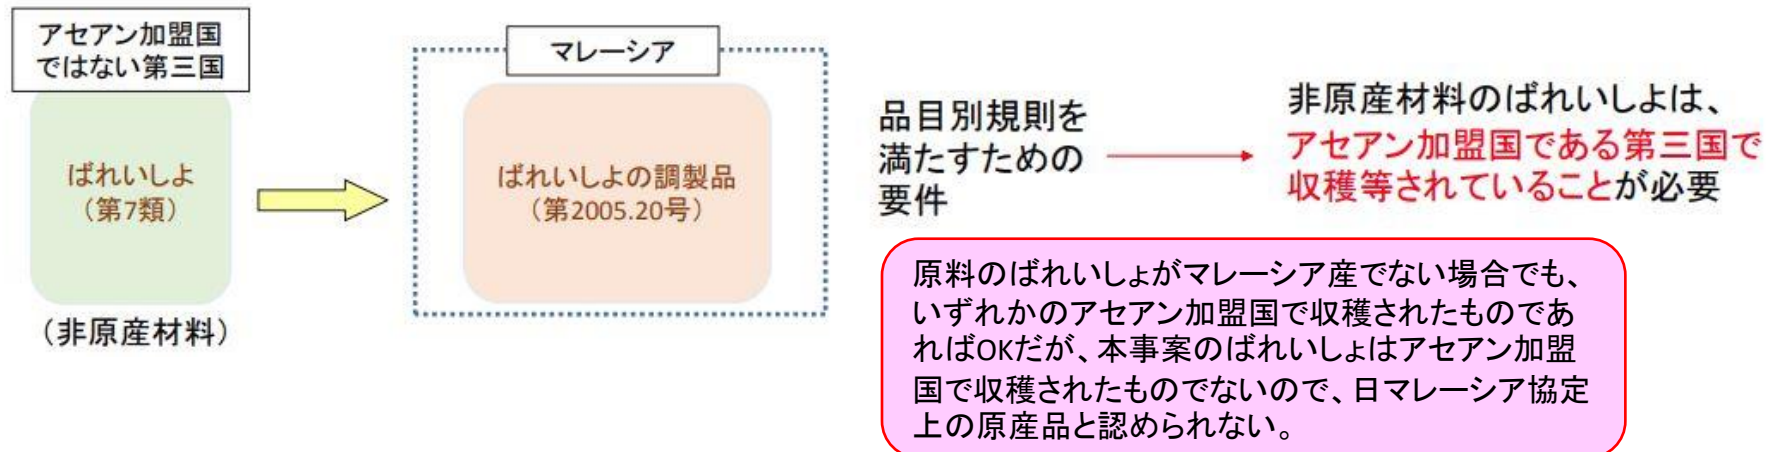 アセアン加盟国
ではない第三国
ばれいしよ
（第7類）
（非原産材料）
マレーシア
ばれいしよの調製品
（第2005.20号）
品目別規則を
満たすための
要件
非原産材料のばれいしよは、
アセアン加盟国である第三国で
収穫等されていることが必要
原料のばれいしょがマレーシア産でない場合でも、
いずれかのアセアン加盟国で収穫されたものであ
ればOKだが、本事案のばれいしょはアセアン加盟
国で収穫されたものでないので、日マレーシア協定
上の原産品と認められない。